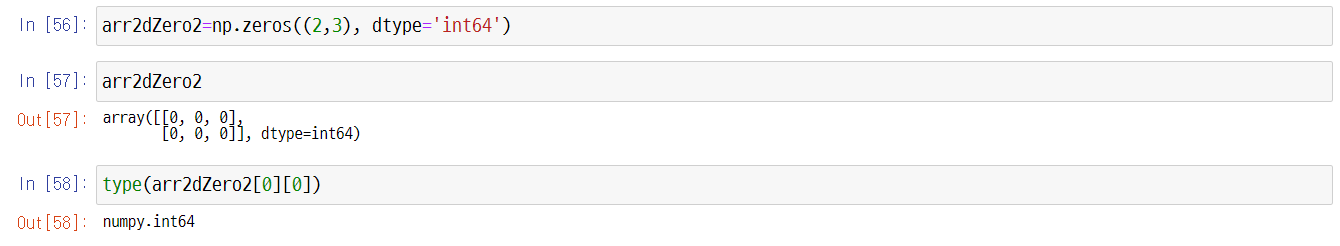 In [56]: arr2dZero2=np.zeros((2,3), dtype='int64')
In [57]: arr2dZero2
Out[57]: array([[0, 0, 0],
[0, 0, 0]], dtype=int64)
In [58]: type(arr2dZero2[0][0])
Out[58]: numpy.int64